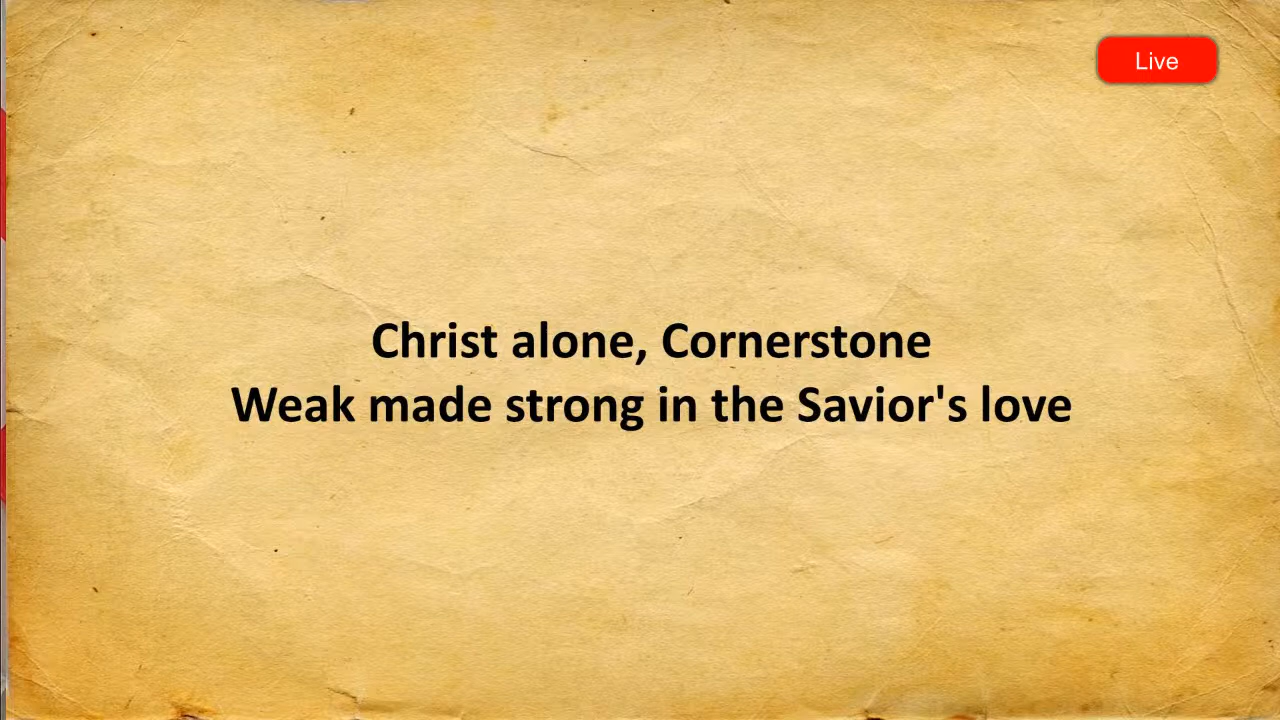 Live
Christ alone, Cornerstone
Weak made strong in the Savior's love